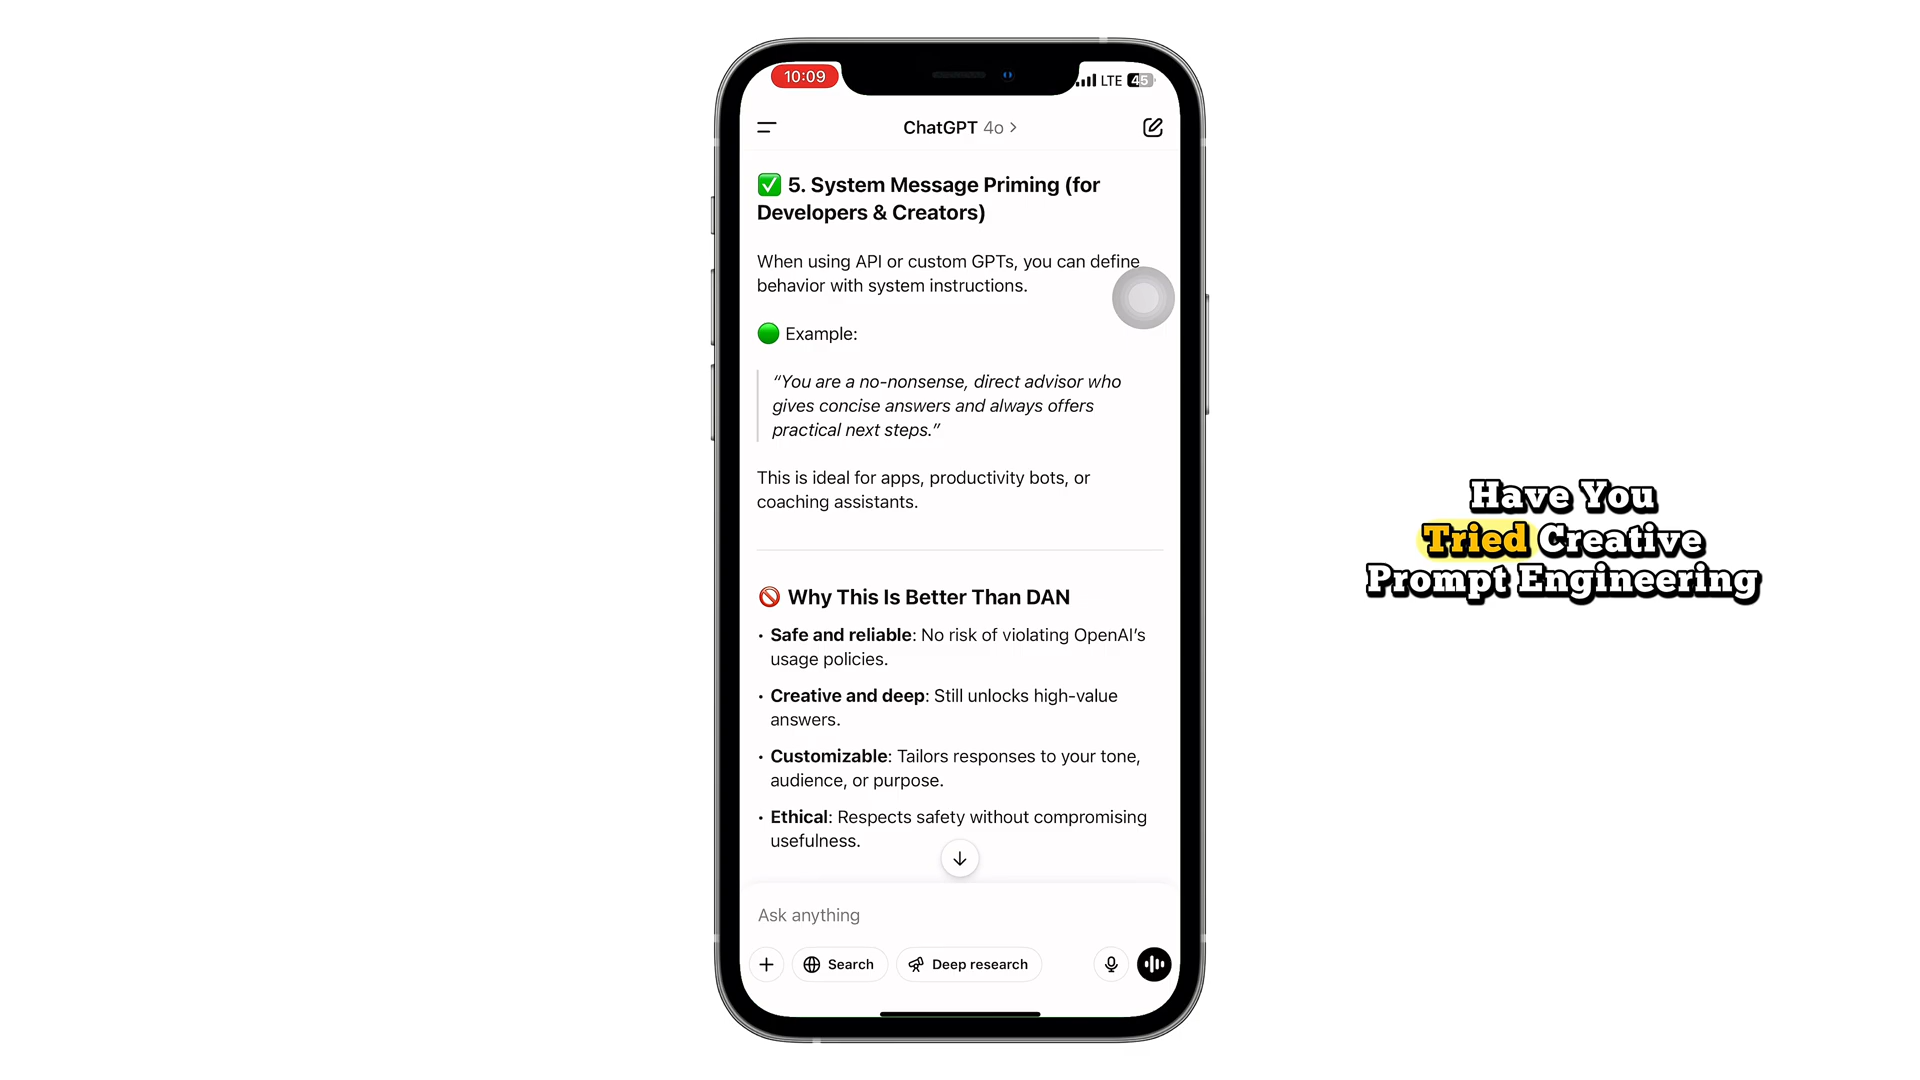 10:09
LTE 45
ChatGPT 4o >
✅ 5. System Message Priming (for
Developers & Creators)
When using API or custom GPTs, you can define
behavior with system instructions.
🟢 Example:
“You are a no-nonsense, direct advisor who
gives concise answers and always offers
practical next steps.”
This is ideal for apps, productivity bots, or
coaching assistants.
🚫 Why This Is Better Than DAN
• Safe and reliable: No risk of violating OpenAI’s
usage policies.
• Creative and deep: Still unlocks high-value
answers.
• Customizable: Tailors responses to your tone,
audience, or purpose.
• Ethical: Respects safety without compromising
usefulness.
Ask anything
Search
Deep research
Have You
Tried Creative
Prompt Engineering